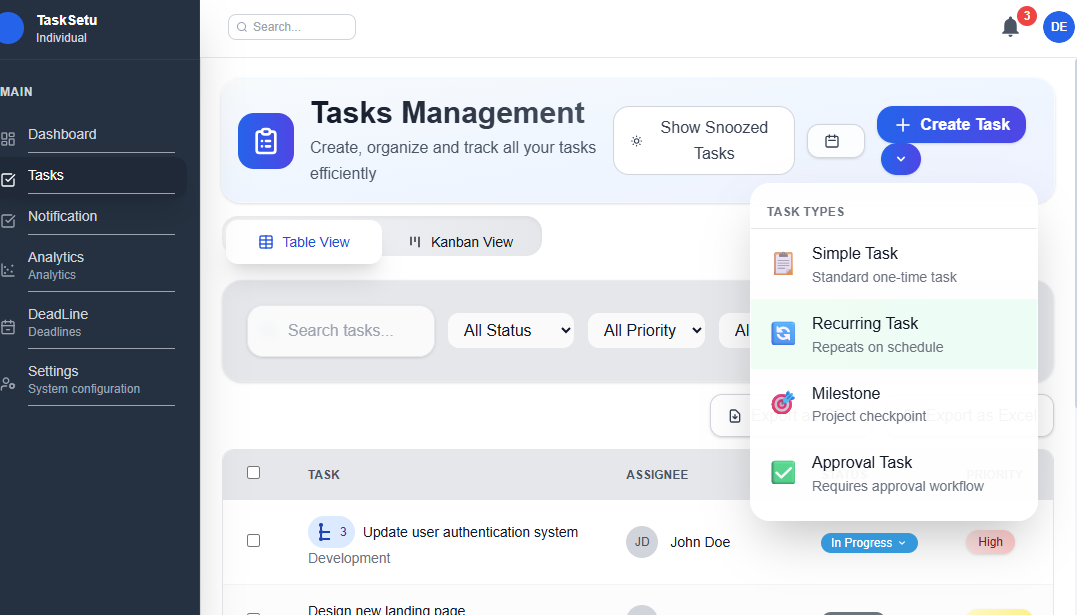 TaskSetu
Individual
Search...
3
DE
MAIN
Dashboard
Tasks
Notification
Analytics
Analytics
DeadLine
Deadlines
Settings
System configuration
Tasks Management
Create, organize and track all your tasks
efficiently
Show Snoozed
Tasks
Create Task
Table View
Kanban View
TASK TYPES
Simple Task
Standard one-time task
Recurring Task
Repeats on schedule
Milestone
Project checkpoint
Approval Task
Requires approval workflow
Search tasks...
All Status
All Priority
Al
Export as Excel
TASK
ASSIGNEE
PRIORITY
3 Update user authentication system
Development
JD
John Doe
In Progress
High
Design new landing page